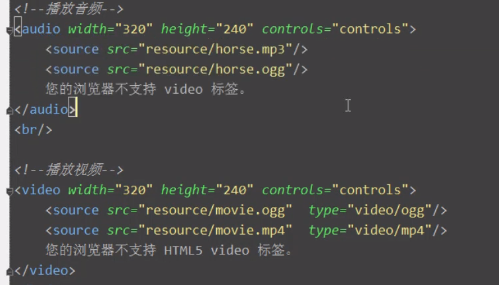 <!--播放音频-->
<audio width="320" height="240" controls="controls">
<source src="resource/horse.mp3"/>
<source src="resource/horse.ogg"/>
您的浏览器不支持 video 标签。
</audio>
<br/>
<!--播放视频-->
<video width="320" height="240" controls="controls">
<source src="resource/movie.ogg"  type="video/ogg"/>
<source src="resource/movie.mp4"  type="video/mp4"/>
您的浏览器不支持 HTML5 video 标签。
</video>